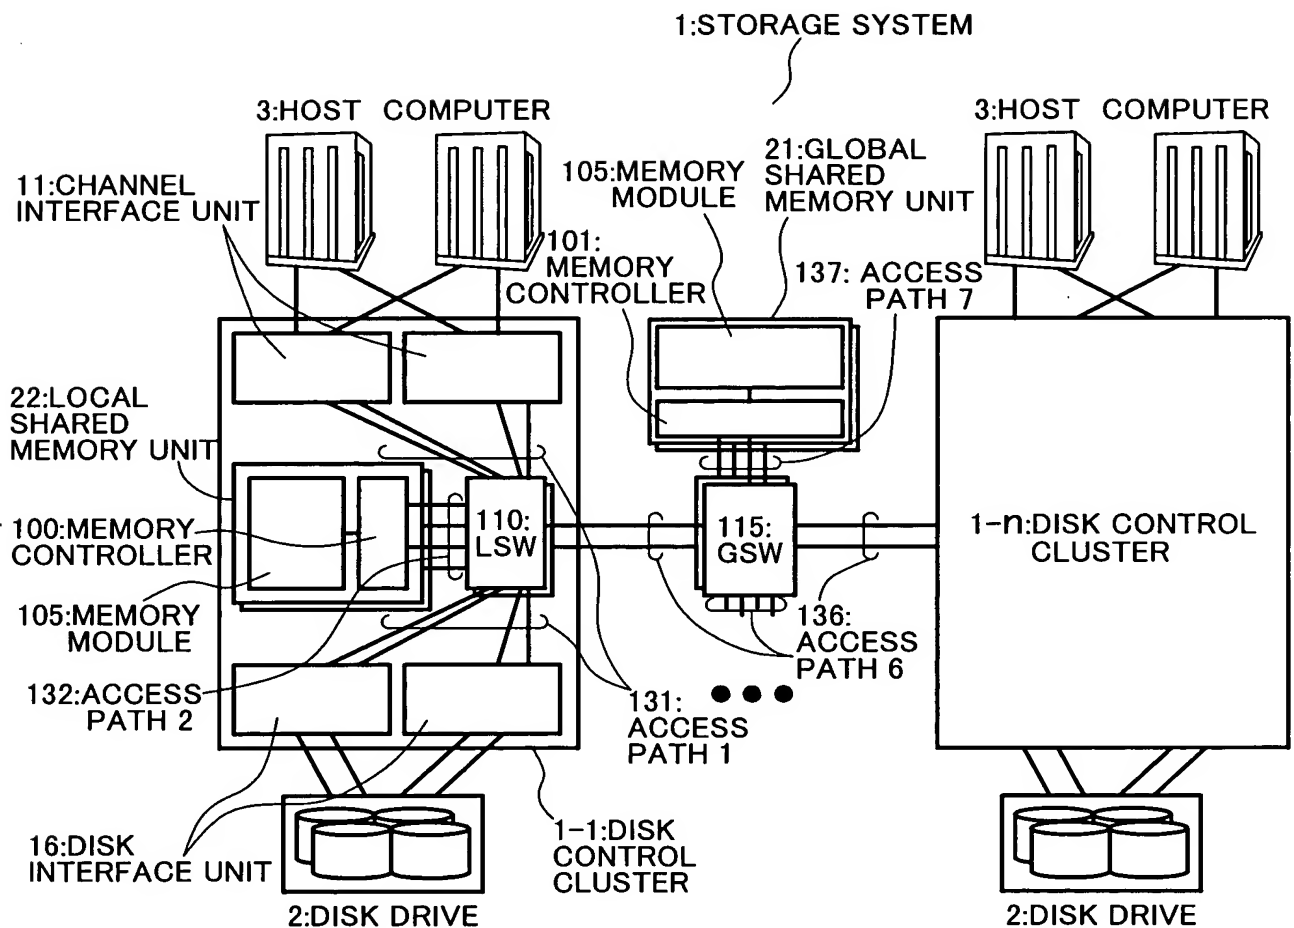 1:STORAGE SYSTEM
3:HOST COMPUTER
3:HOST COMPUTER
11:CHANNEL
INTERFACE UNIT
105:MEMORY
MODULE
21:GLOBAL
SHARED
MEMORY UNIT
101:
MEMORY
CONTROLLER
137: ACCESS
PATH 7
22:LOCAL
SHARED
MEMORY UNIT
100:MEMORY
CONTROLLER
105:MEMORY
MODULE
110:
LSW
115:
GSW
1-n:DISK CONTROL
CLUSTER
136:
ACCESS
PATH 6
132:ACCESS
PATH 2
131:
ACCESS
PATH 1
16:DISK
INTERFACE UNIT
1-1:DISK
CONTROL
CLUSTER
2:DISK DRIVE
2:DISK DRIVE